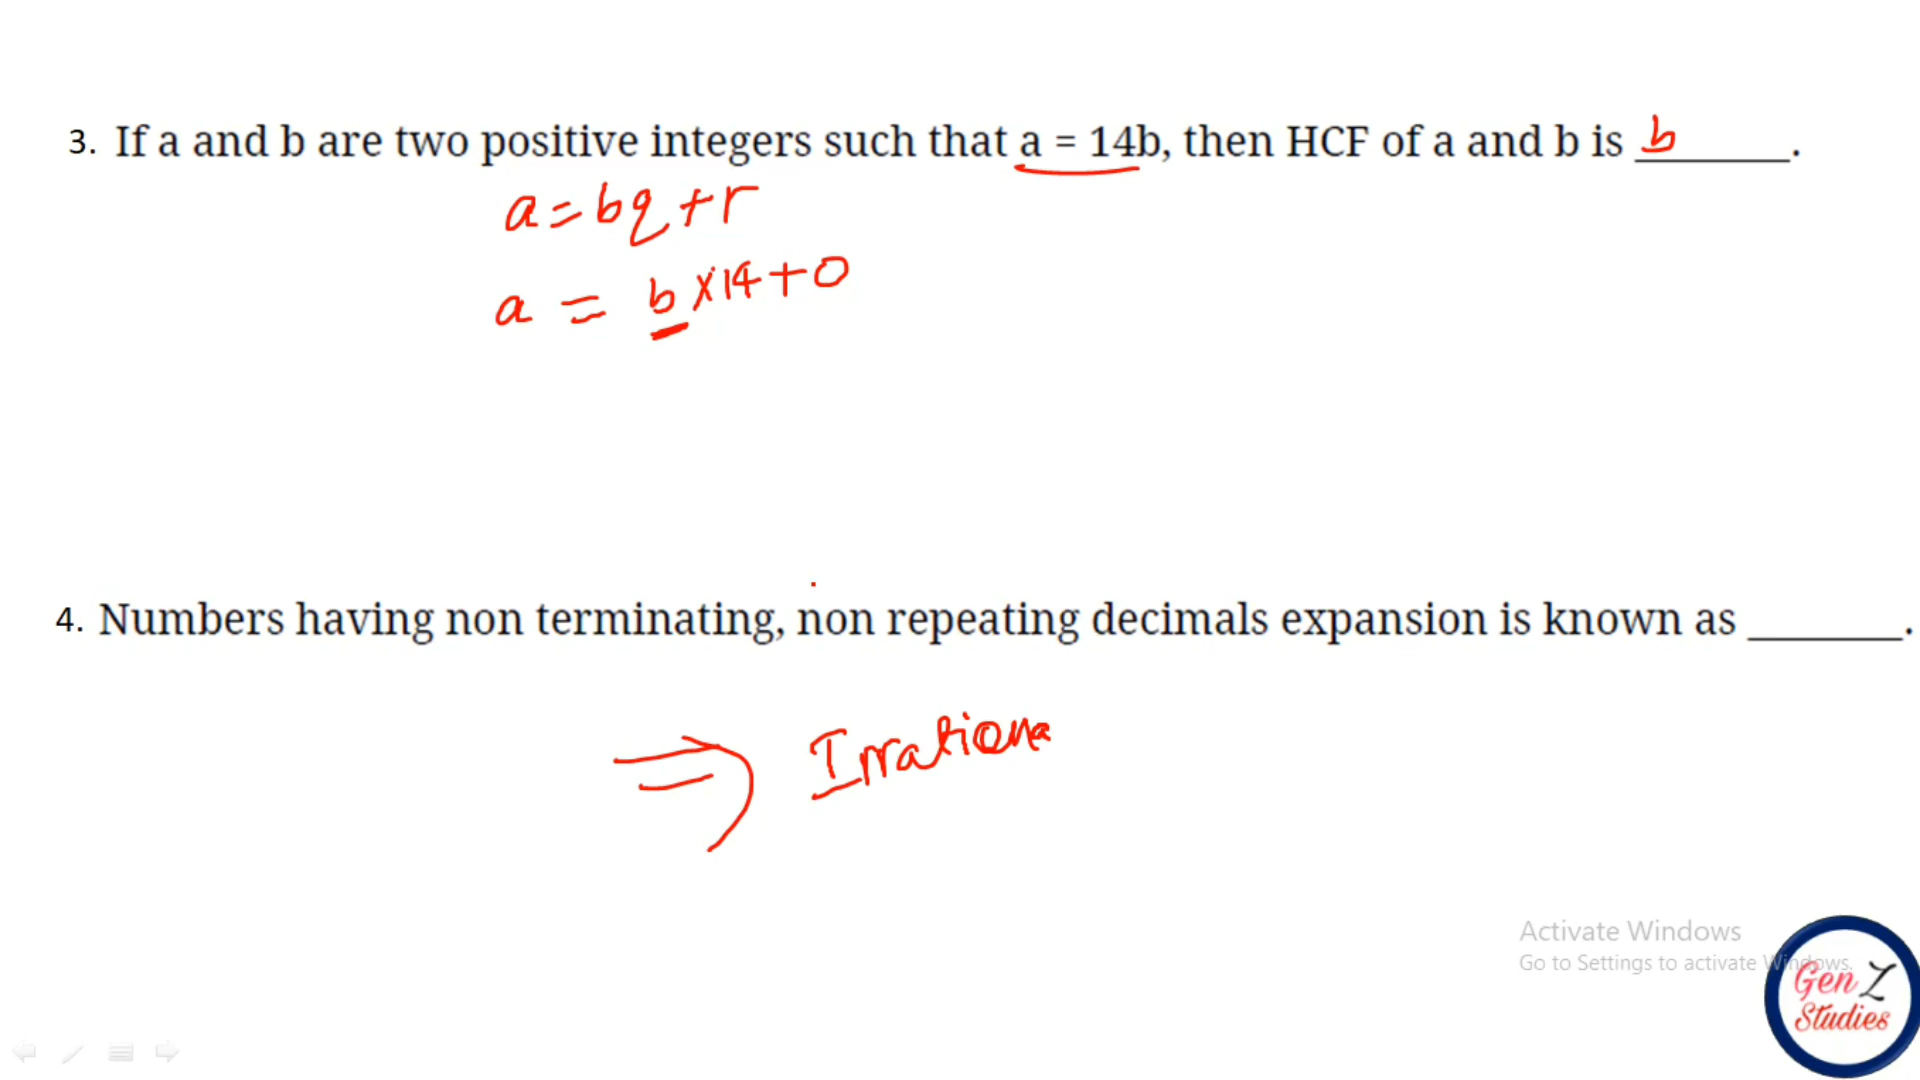 3. If a and b are two positive integers such that a = 14b, then HCF of a and b is b______.
a = bq + r
a = b × 14 + 0
4. Numbers having non terminating, non repeating decimals expansion is known as ______.
⇒ Irrationa
Activate Windows
Go to Settings to activate Windows.
Gen Z
Studies